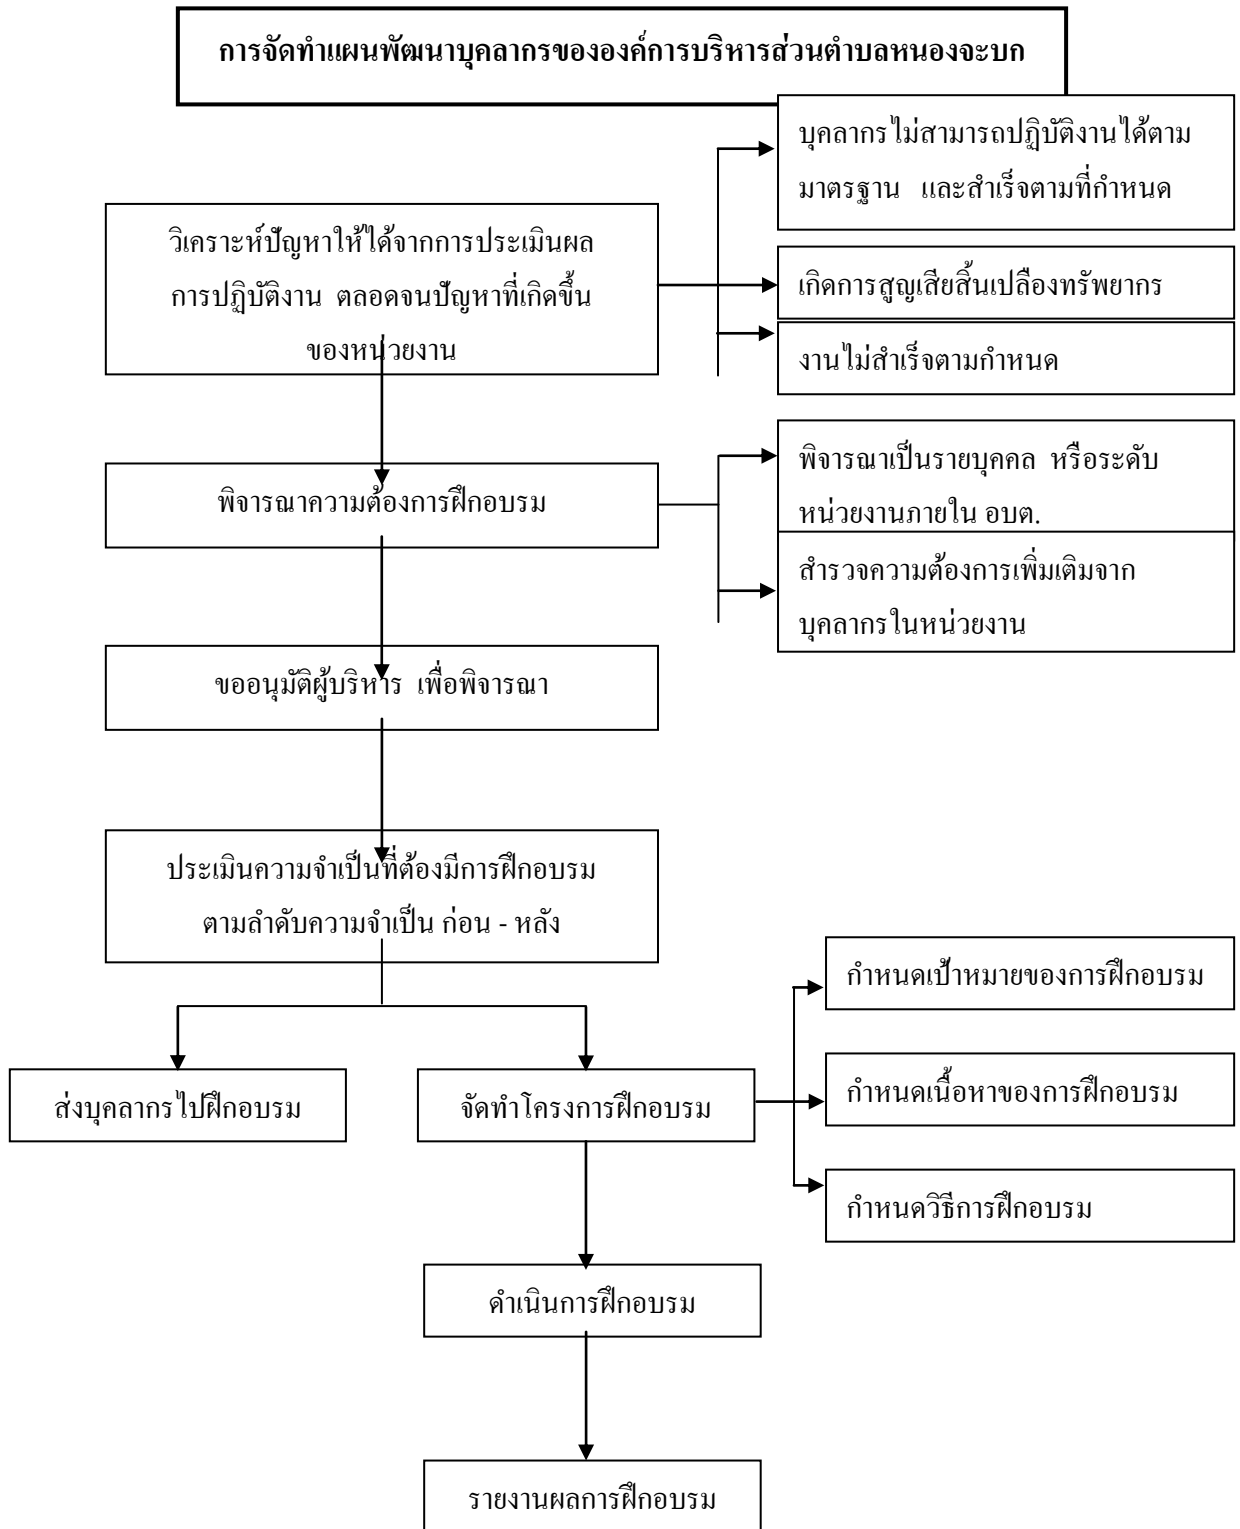 การจัดทำแผนพัฒนาบุคลากรขององค์การบริหารส่วนตำบลหนองจะบก
บุคลากรไม่สามารถปฏิบัติงานได้ตาม
มาตรฐาน และสำเร็จตามที่กำหนด
วิเคราะห์ปัญหาให้ได้จากการประเมินผล
การปฏิบัติงาน ตลอดจนปัญหาที่เกิดขึ้น
ของหน่วยงาน
เกิดการสูญเสียสิ้นเปลืองทรัพยากร
งานไม่สำเร็จตามกำหนด
พิจารณาความต้องการฝึกอบรม
พิจารณาเป็นรายบุคคล หรือระดับ
หน่วยงานภายใน อบต.
สำรวจความต้องการเพิ่มเติมจาก
บุคลากรในหน่วยงาน
ขออนุมัติผู้บริหาร เพื่อพิจารณา
ประเมินความจำเป็นที่ต้องมีการฝึกอบรม
ตามลำดับความจำเป็น ก่อน - หลัง
ส่งบุคลากรไปฝึกอบรม
จัดทำโครงการฝึกอบรม
กำหนดเป้าหมายของการฝึกอบรม
กำหนดเนื้อหาของการฝึกอบรม
กำหนดวิธีการฝึกอบรม
ดำเนินการฝึกอบรม
รายงานผลการฝึกอบรม